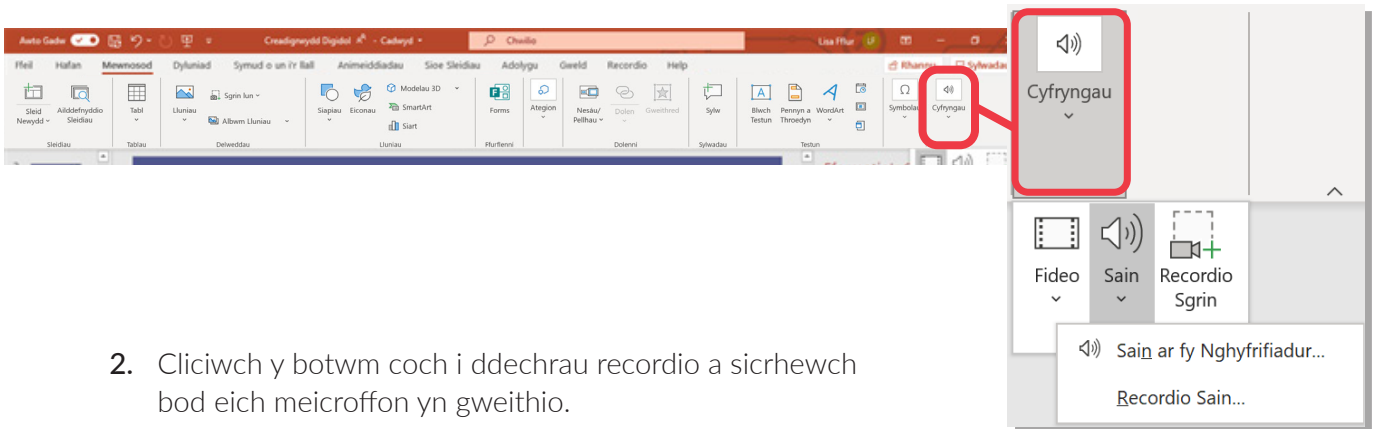 Awto Gadw
Creadigrwydd Digidol - Cadwyd
Chwilio
Lisa Fflur LF
Ffeil Hafan Mewnosod Dyluniad Symud o un i'r llall Animeiddiadau Sioe Sleidiau Adolygu Gweld Recordio Help Rhannu Sylwadau
Sleid Newydd
Ailddefnyddio Sleidiau
Tabl
Lluniau
Sgrin lun
Albwm Lluniau
Siapiau
Eiconau
Modelau 3D
SmartArt
Siart
Forms
Ategion
Nesáu/ Pellhau
Dolen
Gweithred
Sylw
Blwch Testun
Pennyn a Throedyn
WordArt
Symbolau
Cyfryngau
Sleidiau Tablau Delweddau Lluniau Ffurflenni Dolenni Sylwadau Testun
Cyfryngau
Fideo Sain Recordio
Sgrin
Sain ar fy Nghyfrifiadur...
Recordio Sain...
2. Cliciwch y botwm coch i ddechrau recordio a sicrhewch
bod eich meicroffon yn gweithio.